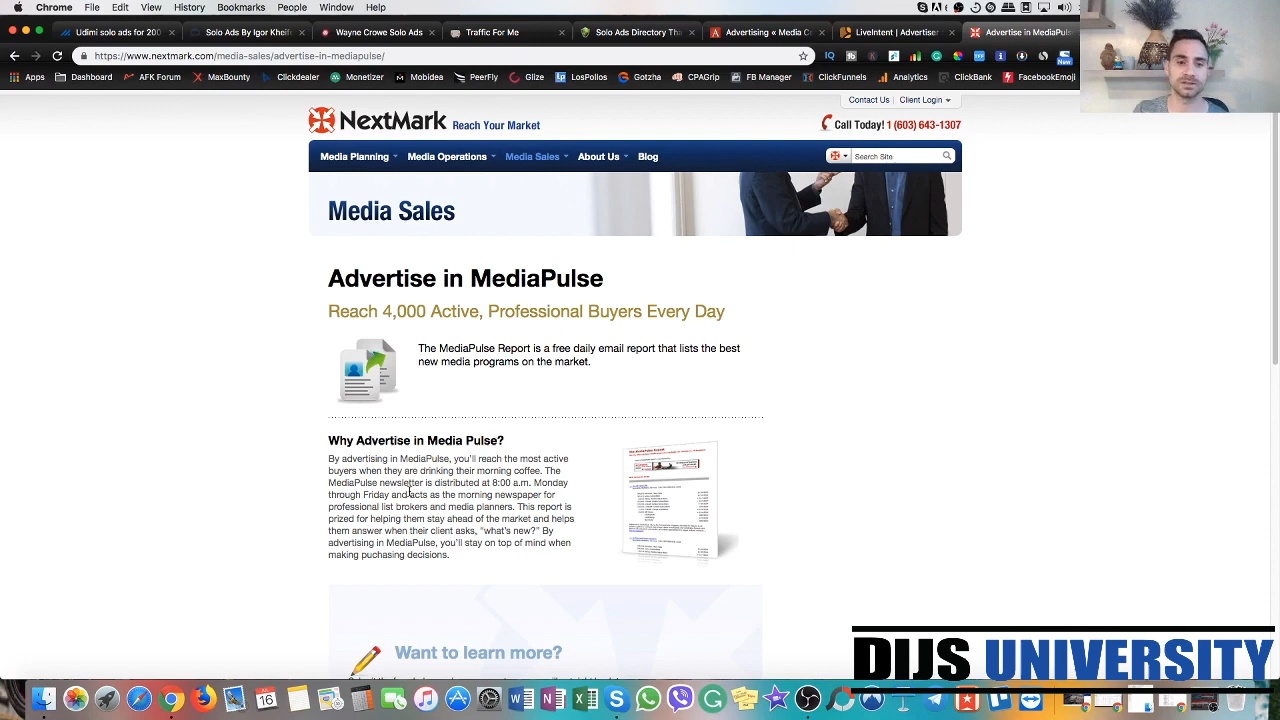 Chrome File Edit View History Bookmarks People Window Help
Udimi solo ads for 200 Solo Ads By Igor Kheife Wayne Crowe Solo Ads Traffic For Me Solo Ads Directory Tha Advertising « Media C LiveIntent | Advertiser Advertise in MediaPuls
https://www.nextmark.com/media-sales/advertise-in-mediapulse/
New
Apps Dashboard AFK Forum MaxBounty Clickdealer Monetizer Mobidea PeerFly Glize LosPollos Gotzha CPAGrip FB Manager ClickFunnels Analytics ClickBank FacebookEmoji
Contact Us Client Login
NextMark Reach Your Market
Call Today! 1 (603) 643-1307
Media Planning Media Operations Media Sales About Us Blog Search Site
Media Sales
Advertise in MediaPulse
Reach 4,000 Active, Professional Buyers Every Day
The MediaPulse Report is a free daily email report that lists the best
new media programs on the market.
Why Advertise in Media Pulse?
By advertising in MediaPulse, you'll reach the most active
buyers when they are drinking their morning coffee. The
MediaPulse newsletter is distributed at 8:00 a.m. Monday
through Friday and acts as the morning newspaper for
professional list brokers and media planners. This report is
prized for helping them stay ahead of the market and helps
them answer when their client asks, "what's new?" By
advertising in MediaPulse, you'll stay on top of mind when
making puchasing decisions.
Want to learn more?
DIJS UNIVERSITY